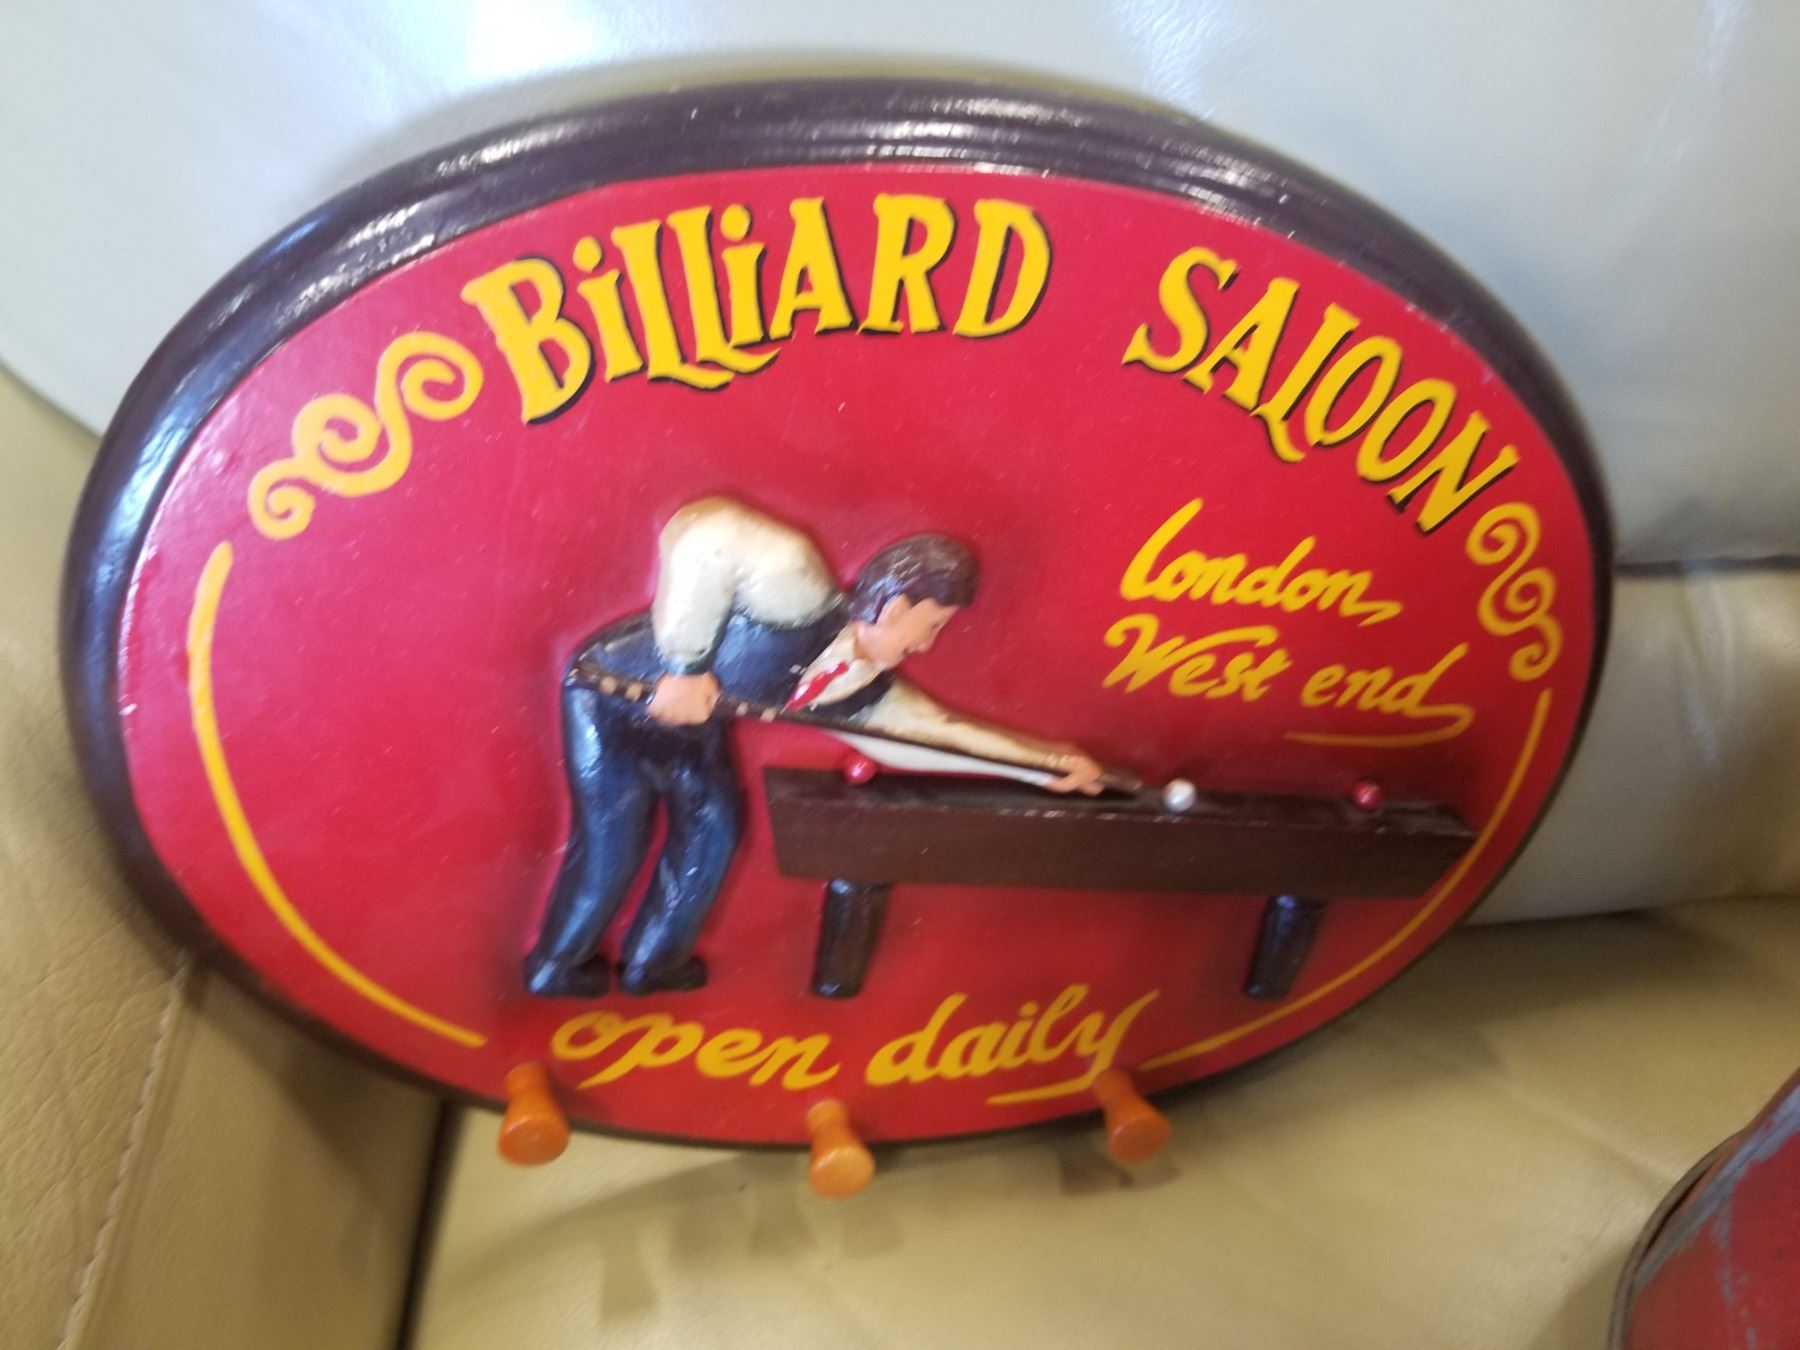 BiLLiARD SALOON
London,
West end
open daily